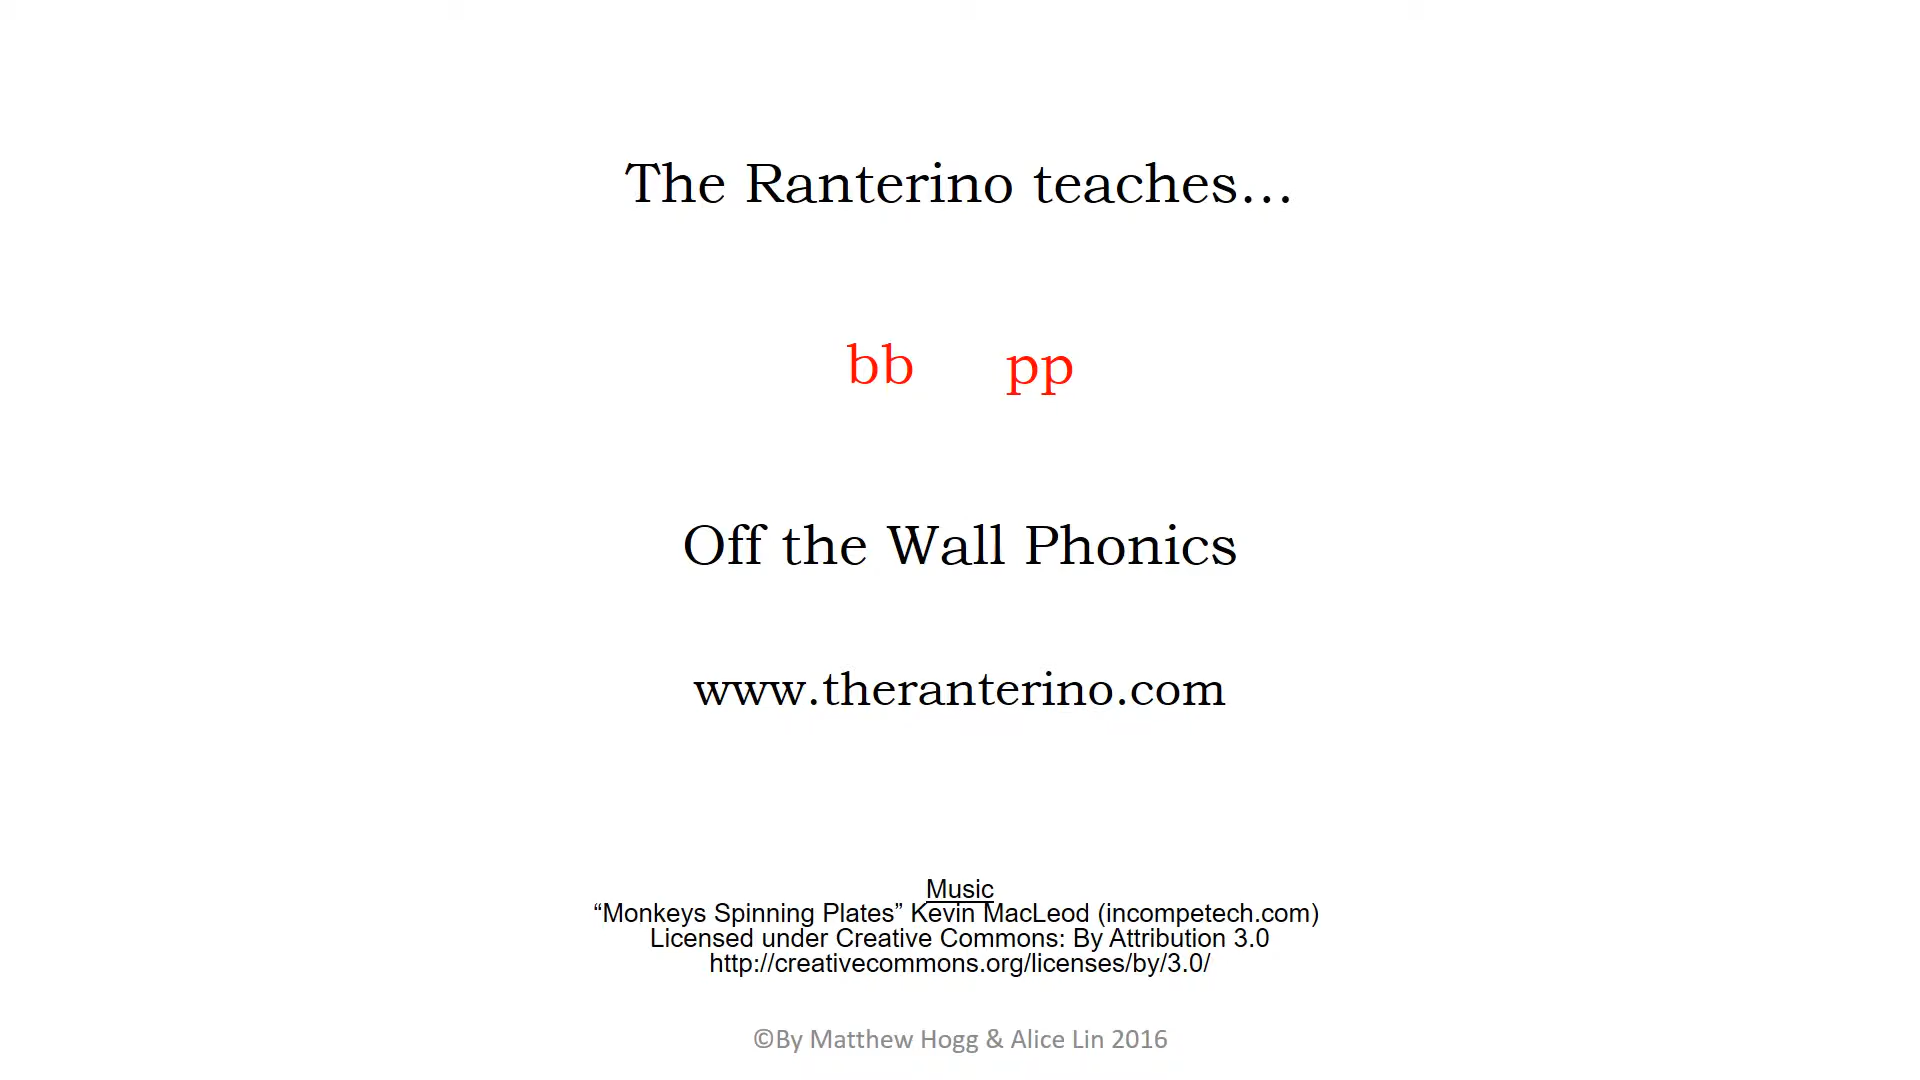 The Ranterino teaches...
bb pp
Off the Wall Phonics
www.theranterino.com
Music
“Monkeys Spinning Plates” Kevin MacLeod (incompetech.com)
Licensed under Creative Commons: By Attribution 3.0
http://creativecommons.org/licenses/by/3.0/
©By Matthew Hogg & Alice Lin 2016